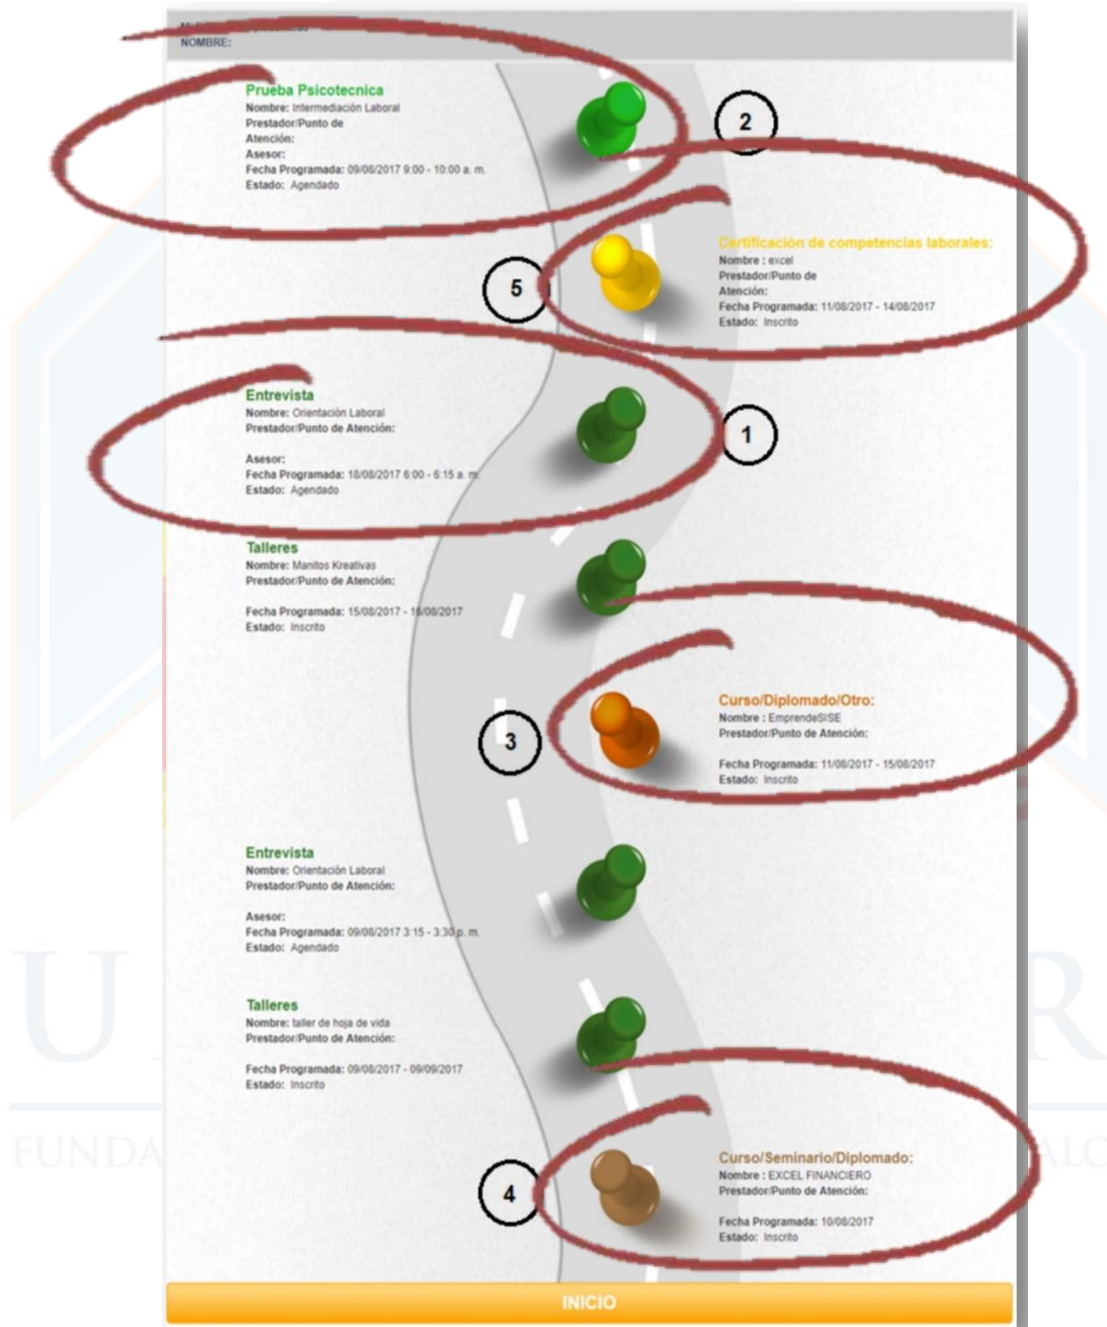 NOMBRE:
Prueba Psicotecnica
Nombre: Intermediación Laboral
Prestador/Punto de
Atención:
Asesor:
Fecha Programada: 09/08/2017 9:00 - 10:00 a. m.
Estado: Agendado
2
Certificación de competencias laborales:
Nombre : excel
Prestador/Punto de
Atención:
Fecha Programada: 11/08/2017 - 14/08/2017
Estado: Inscrito
5
Entrevista
Nombre: Orientación Laboral
Prestador/Punto de Atención:
Asesor:
Fecha Programada: 18/08/2017 6:00 - 6:15 a. m.
Estado: Agendado
1
Talleres
Nombre: Manitos Kreativas
Prestador/Punto de Atención:
Fecha Programada: 15/08/2017 - 16/08/2017
Estado: Inscrito
Curso/Diplomado/Otro:
Nombre : EmprendeSISE
Prestador/Punto de Atención:
Fecha Programada: 11/08/2017 - 15/08/2017
Estado: Inscrito
3
Entrevista
Nombre: Orientación Laboral
Prestador/Punto de Atención:
Asesor:
Fecha Programada: 09/08/2017 3:15 - 3:30 p. m.
Estado: Agendado
Talleres
Nombre: taller de hoja de vida
Prestador/Punto de Atención:
Fecha Programada: 09/08/2017 - 09/09/2017
Estado: Inscrito
Curso/Seminario/Diplomado:
Nombre : EXCEL FINANCIERO
Prestador/Punto de Atención:
Fecha Programada: 10/08/2017
Estado: Inscrito
4
INICIO